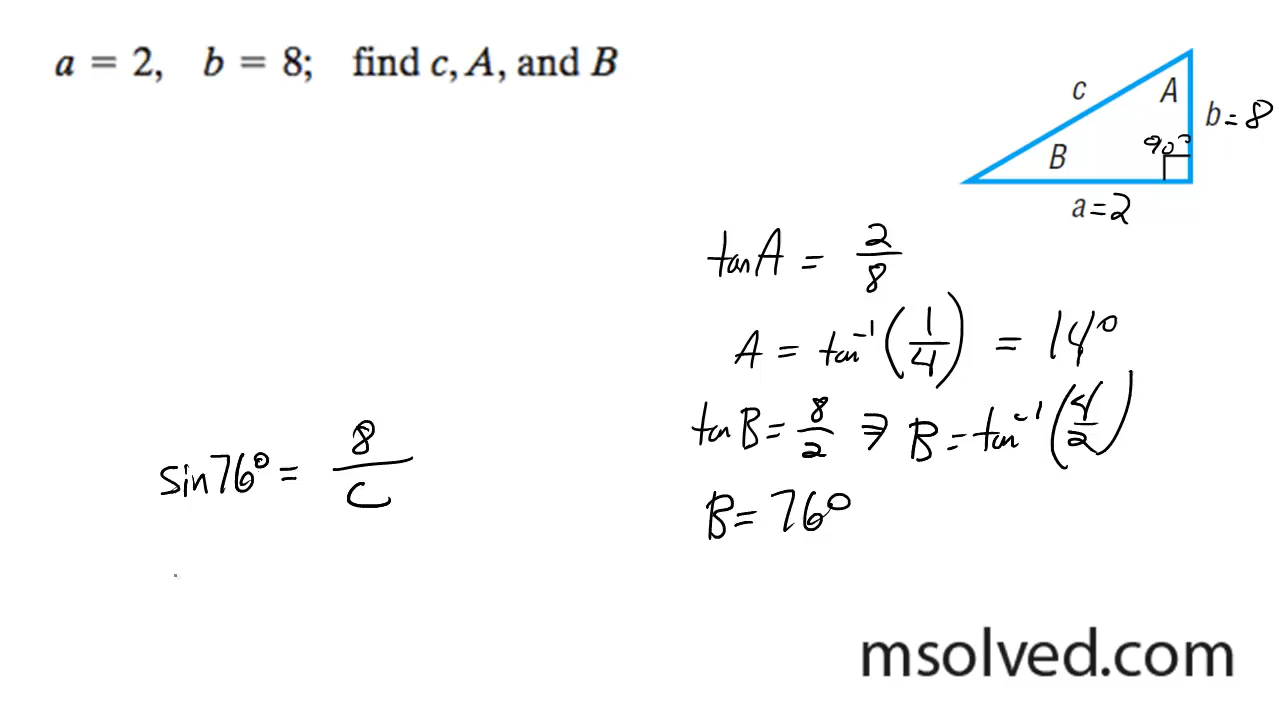 a = 2, b = 8; find c, A, and B
c
A
b = 8
90°
B
a = 2
tan A = 2/8
A = tan⁻¹(1/4) = 14°
tan B = 8/2 ⇒ B = tan⁻¹(4/2)
sin 76° = 8/c
B = 76°
msolved.com